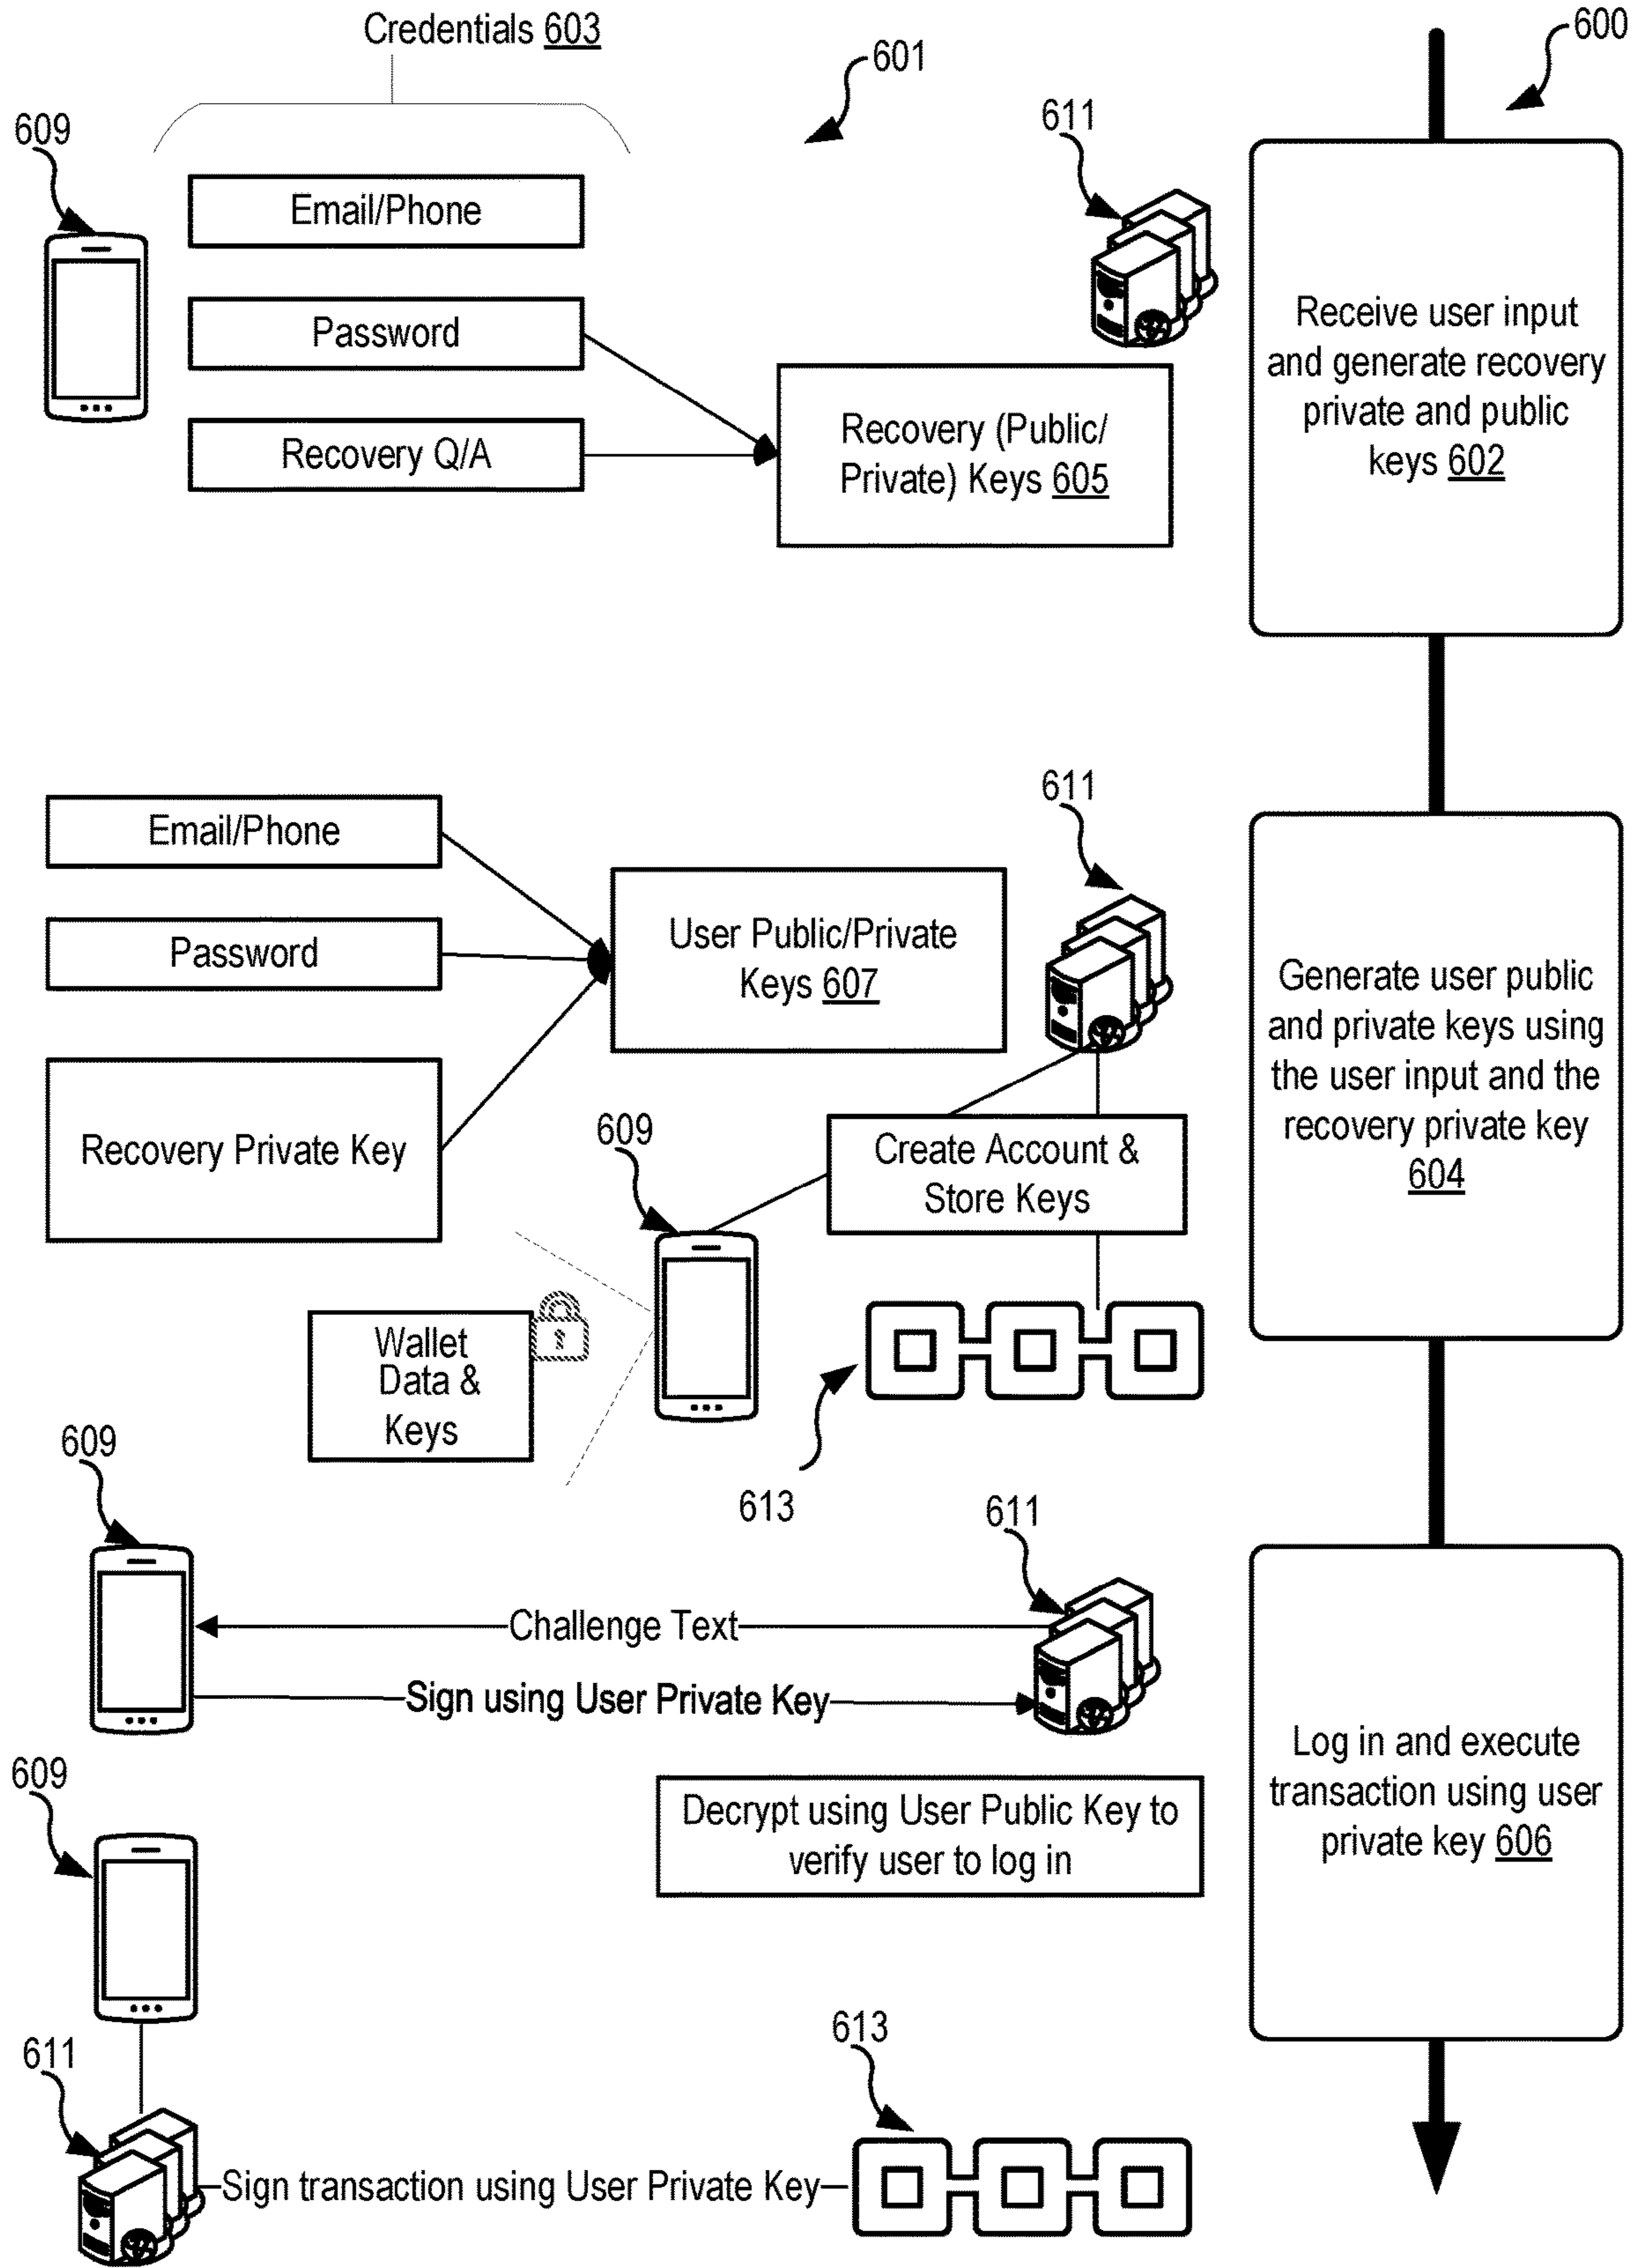 Credentials 603
601
600
609
611
Email/Phone
Password
Recovery Q/A
Recovery (Public/
Private) Keys 605
Receive user input
and generate recovery
private and public
keys 602
611
Email/Phone
Password
Recovery Private Key
User Public/Private
Keys 607
Generate user public
and private keys using
the user input and the
recovery private key
604
609
Create Account &
Store Keys
Wallet
Data &
Keys
613
609
611
Challenge Text
Sign using User Private Key
Decrypt using User Public Key to
verify user to log in
Log in and execute
transaction using user
private key 606
609
611
613
Sign transaction using User Private Key